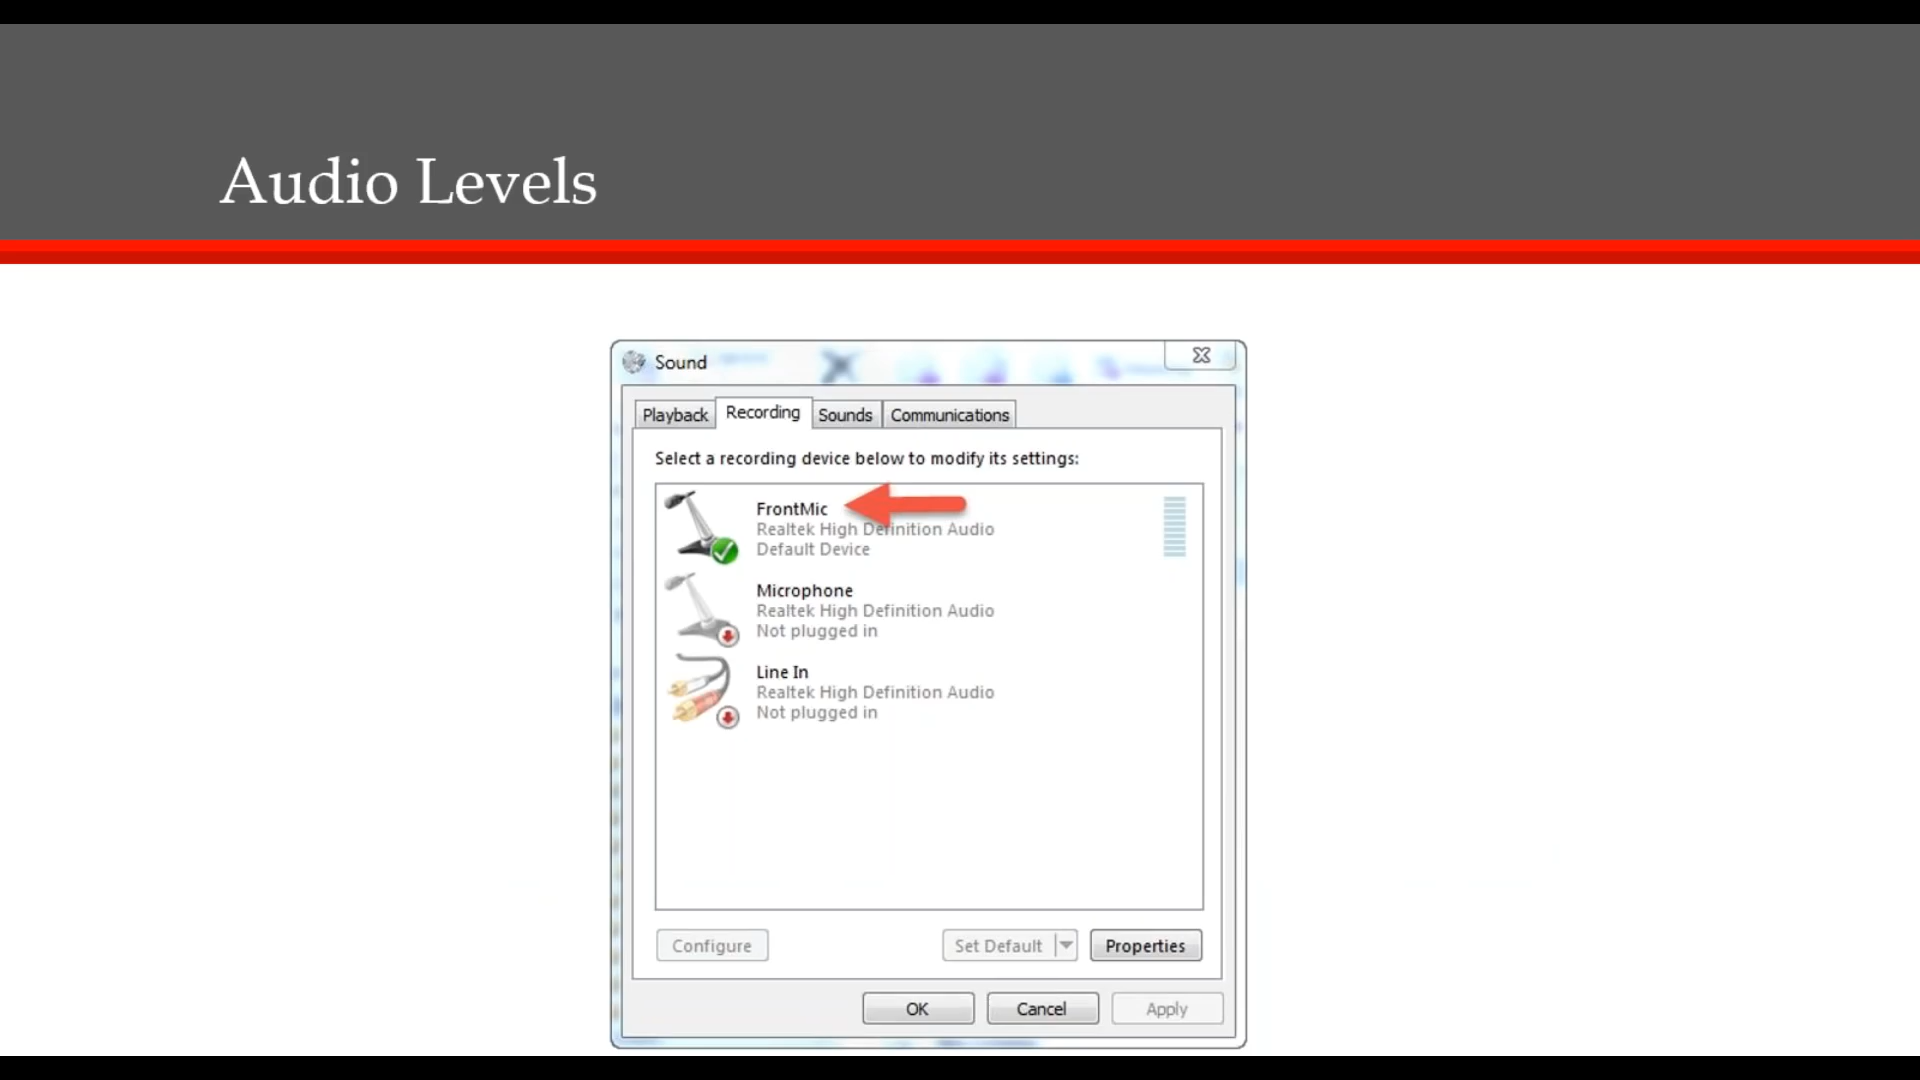 Audio Levels
Sound
Playback Recording Sounds Communications
Select a recording device below to modify its settings:
FrontMic
Realtek High Definition Audio
Default Device
Microphone
Realtek High Definition Audio
Not plugged in
Line In
Realtek High Definition Audio
Not plugged in
Configure Set Default Properties
OK Cancel Apply